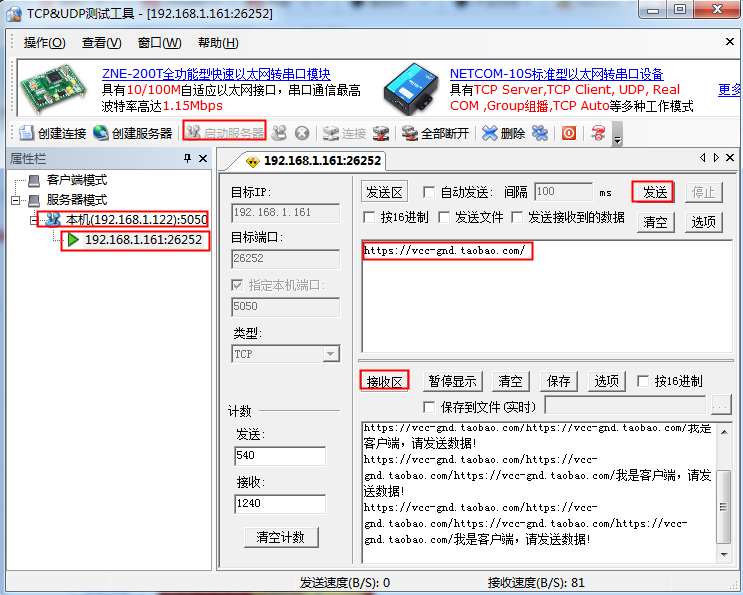 TCP&UDP测试工具 - [192.168.1.161:26252]
操作(O) 查看(V) 窗口(W) 帮助(H)
ZNE-200T全功能型快速以太网转串口模块
具有10/100M自适应以太网接口，串口通信最高
波特率高达1.15Mbps
NETCOM-10S标准型以太网转串口设备
具有TCP Server,TCP Client, UDP, Real
COM ,Group组播,TCP Auto等多种工作模式
更多
创建连接 创建服务器 启动服务器 连接 全部断开 删除
属性栏
客户端模式
服务器模式
本机(192.168.1.122):5050
192.168.1.161:26252
192.168.1.161:26252
目标IP:
192.168.1.161
目标端口:
26252
指定本机端口:
5050
类型:
TCP
计数
发送:
540
接收:
1240
清空计数
发送区 自动发送: 间隔 100 ms 发送 停止
按16进制 发送文件 发送接收到的数据 清空 选项
https://vcc-gnd.taobao.com/
接收区 暂停显示 清空 保存 选项 按16进制
保存到文件(实时) ...
https://vcc-gnd.taobao.com/https://vcc-gnd.taobao.com/我是
客户端，请发送数据!
https://vcc-gnd.taobao.com/https://vcc-
gnd.taobao.com/https://vcc-gnd.taobao.com/我是客户端，请发
送数据!
https://vcc-gnd.taobao.com/https://vcc-
gnd.taobao.com/https://vcc-gnd.taobao.com/https://vcc-
gnd.taobao.com/我是客户端，请发送数据!
发送速度(B/S): 0 接收速度(B/S): 81